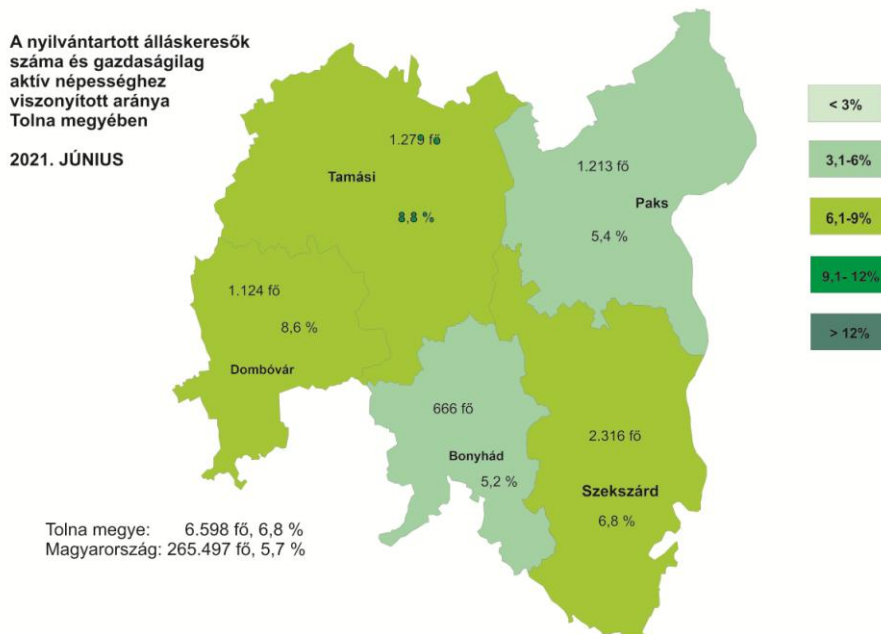 A nyilvántartott álláskeresők
száma és gazdaságilag
aktív népességhez
viszonyított aránya
Tolna megyében
2021. JÚNIUS
1.279 fő
Tamási
8,8 %
1.213 fő
Paks
5,4 %
1.124 fő
8,6 %
Dombóvár
666 fő
Bonyhád
5,2 %
2.316 fő
Szekszárd
6,8 %
< 3%
3,1-6%
6,1-9%
9,1- 12%
> 12%
Tolna megye: 6.598 fő, 6,8 %
Magyarország: 265.497 fő, 5,7 %